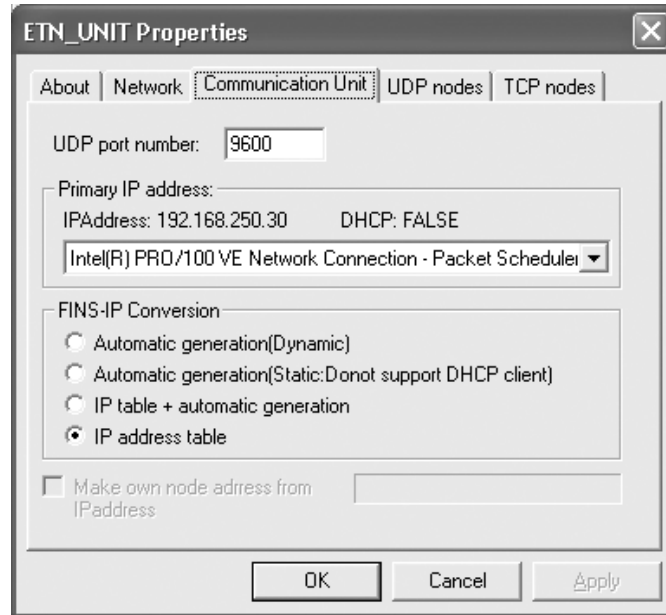 ETN_UNIT Properties
About Network Communication Unit UDP nodes TCP nodes
UDP port number: 9600
Primary IP address:
IPAddress: 192.168.250.30 DHCP: FALSE
Intel(R) PRO/100 VE Network Connection - Packet Scheduler
FINS-IP Conversion
Automatic generation(Dynamic)
Automatic generation(Static:Donot support DHCP client)
IP table + automatic generation
IP address table
Make own node adrress from
IPaddress
OK Cancel Apply